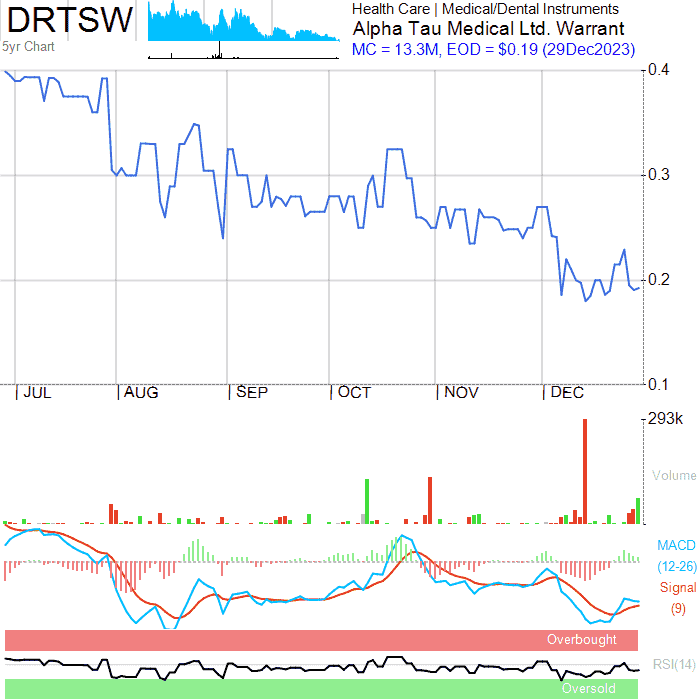 DRTSW
5yr Chart
Health Care | Medical/Dental Instruments
Alpha Tau Medical Ltd. Warrant
MC = 13.3M, EOD = $0.19 (29Dec2023)
0.4
0.3
0.2
0.1
JUL AUG SEP OCT NOV DEC
293k
Volume
MACD
(12-26)
Signal
(9)
Overbought
RSI(14)
Oversold